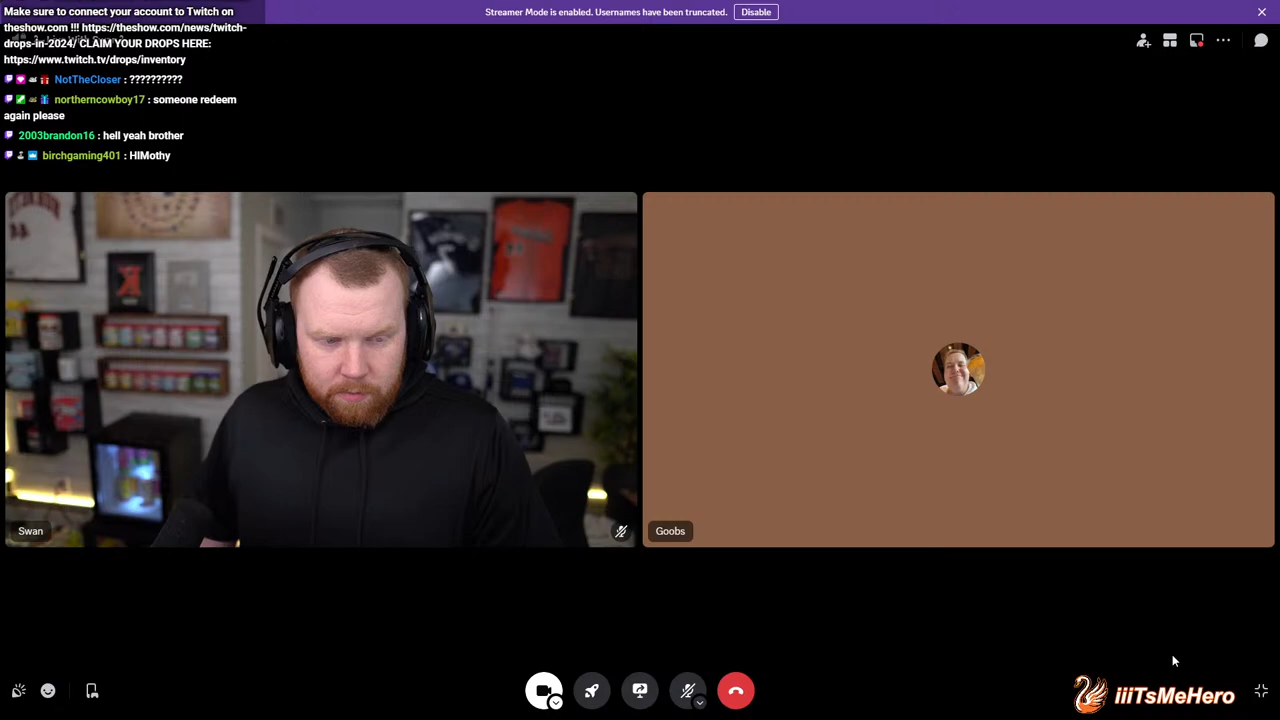 Make sure to connect your account to Twitch on
theshow.com !!! https://theshow.com/news/twitch-
drops-in-2024/ CLAIM YOUR DROPS HERE:
https://www.twitch.tv/drops/inventory
NotTheCloser : ??????????
northerncowboy17 : someone redeem
again please
2003brandon16 : hell yeah brother
birchgaming401 : HIMothy
Streamer Mode is enabled. Usernames have been truncated. Disable
Swan
Goobs
iiiTsMeHero